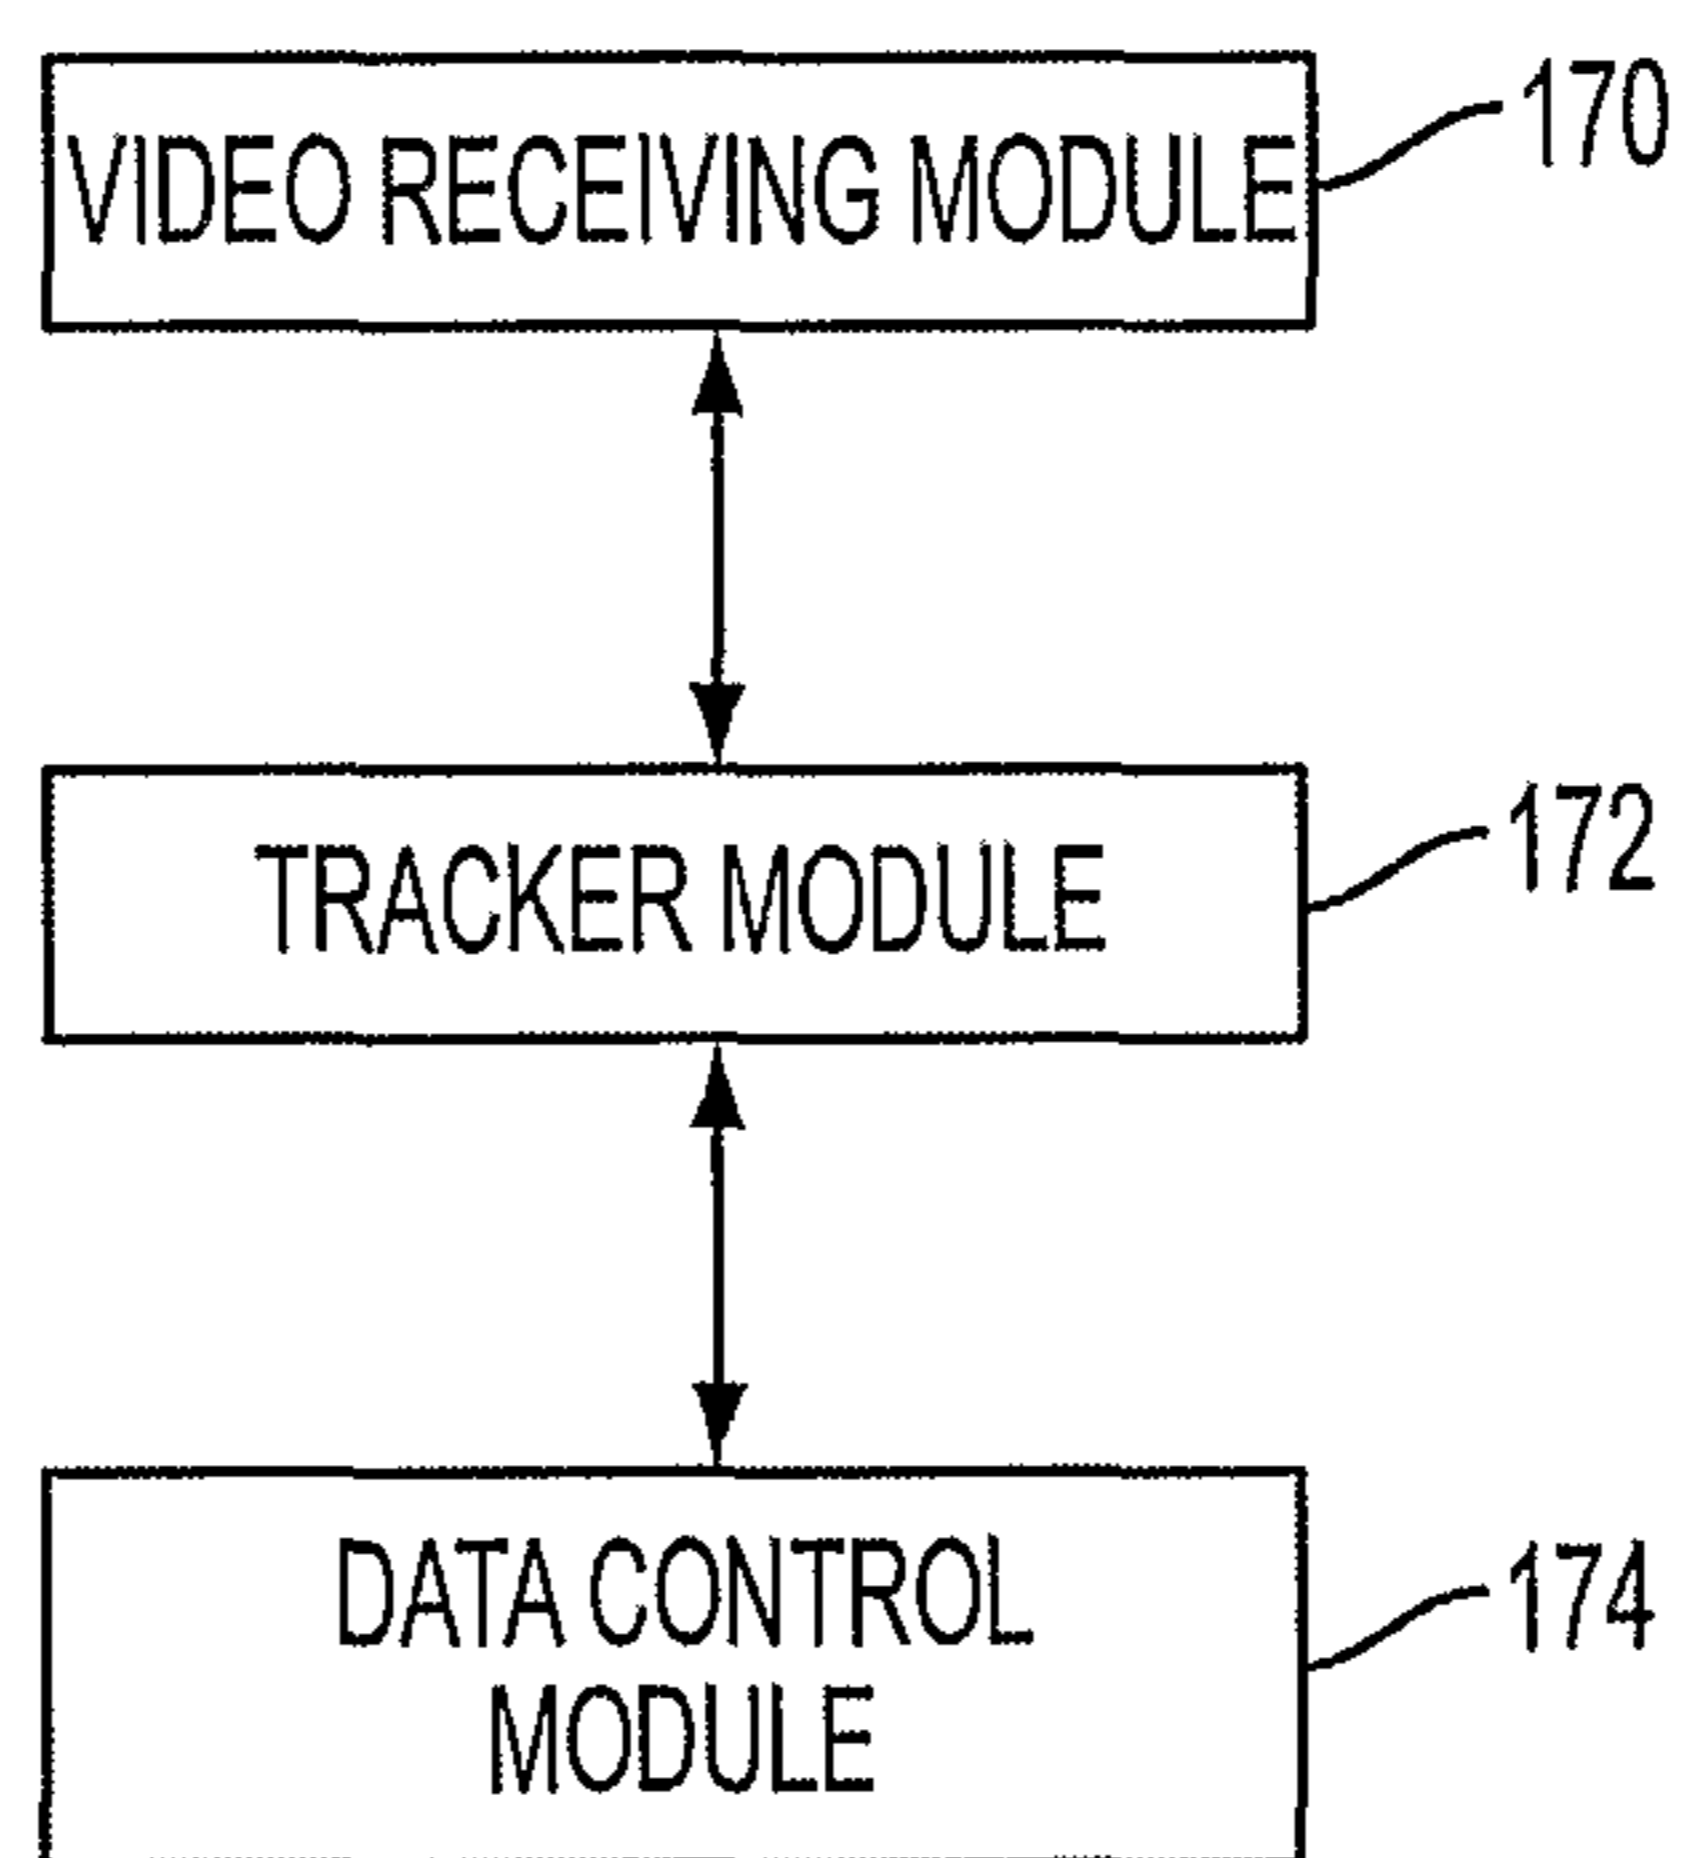 VIDEO RECEIVING MODULE
170
TRACKER MODULE
172
DATA CONTROL
MODULE
174